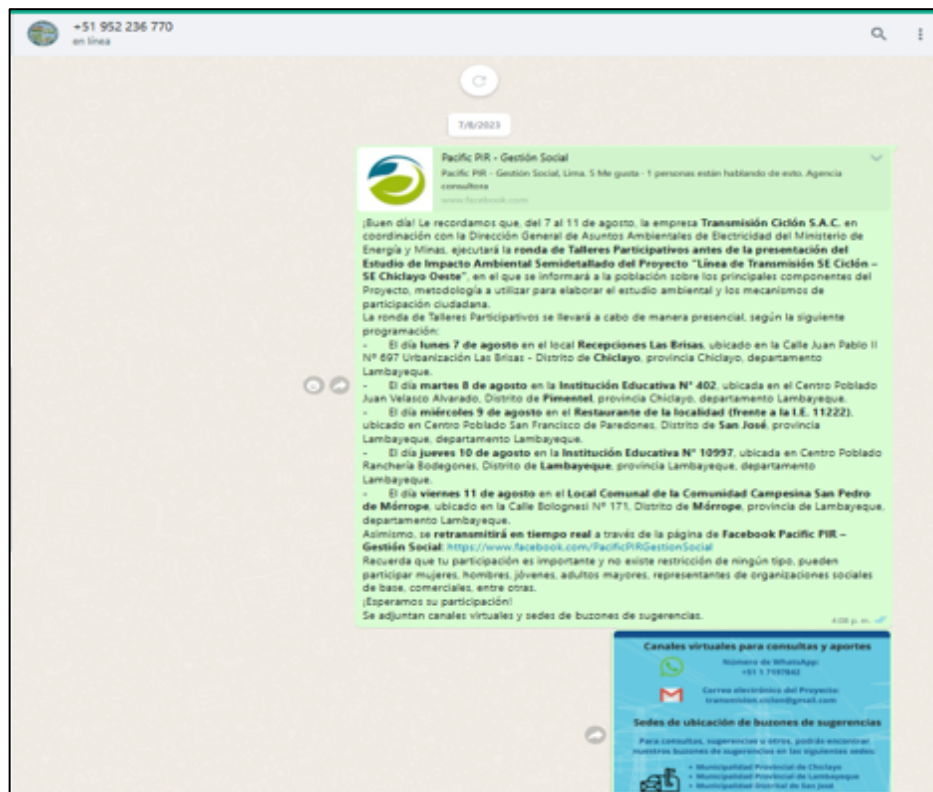 +51 952 236 770
en línea
7/8/2023
Pacific PIR - Gestión Social
Pacific PIR - Gestión Social, Lima. 5 Me gusta · 1 personas están hablando de esto. Agencia
consultora
www.facebook.com
¡Buen día! Le recordamos que, del 7 al 11 de agosto, la empresa Transmisión Ciclón S.A.C. en
coordinación con la Dirección General de Asuntos Ambientales de Electricidad del Ministerio de
Energía y Minas, ejecutará la ronda de Talleres Participativos antes de la presentación del
Estudio de Impacto Ambiental Semidetallado del Proyecto "Línea de Transmisión SE Ciclón –
SE Chiclayo Oeste", en el que se informará a la población sobre los principales componentes del
Proyecto, metodología a utilizar para elaborar el estudio ambiental y los mecanismos de
participación ciudadana.
La ronda de Talleres Participativos se llevará a cabo de manera presencial, según la siguiente
programación:
- El día lunes 7 de agosto en el local Recepciones Las Brisas, ubicado en la Calle Juan Pablo II
Nº 697 Urbanización Las Brisas - Distrito de Chiclayo, provincia Chiclayo, departamento
Lambayeque.
- El día martes 8 de agosto en la Institución Educativa N° 402, ubicada en el Centro Poblado
Juan Velasco Alvarado, Distrito de Pimentel, provincia Chiclayo, departamento Lambayeque.
- El día miércoles 9 de agosto en el Restaurante de la localidad (frente a la I.E. 11222),
ubicado en Centro Poblado San Francisco de Paredones, Distrito de San José, provincia
Lambayeque, departamento Lambayeque.
- El día jueves 10 de agosto en la Institución Educativa N° 10997, ubicada en Centro Poblado
Ranchería Bodegones, Distrito de Lambayeque, provincia Lambayeque, departamento
Lambayeque.
- El día viernes 11 de agosto en el Local Comunal de la Comunidad Campesina San Pedro
de Mórrope, ubicado en la Calle Bolognesi Nº 171, Distrito de Mórrope, provincia de Lambayeque,
departamento Lambayeque.
Asimismo, se retransmitirá en tiempo real a través de la página de Facebook Pacific PIR –
Gestión Social: https://www.facebook.com/PacificPIRGestionSocial
Recuerda que tu participación es importante y no existe restricción de ningún tipo, pueden
participar mujeres, hombres, jóvenes, adultos mayores, representantes de organizaciones sociales
de base, comerciales, entre otras.
¡Esperamos su participación!
Se adjuntan canales virtuales y sedes de buzones de sugerencias.
4:08 p. m.
Canales virtuales para consultas y aportes
Número de WhatsApp:
+51 1 7197842
Correo electrónico del Proyecto:
transmision.ciclon@gmail.com
Sedes de ubicación de buzones de sugerencias
Para consultas, sugerencias u otros, podrás encontrar
nuestros buzones de sugerencias en las siguientes sedes:
• Municipalidad Provincial de Chiclayo
• Municipalidad Provincial de Lambayeque
• Municipalidad Distrital de San José